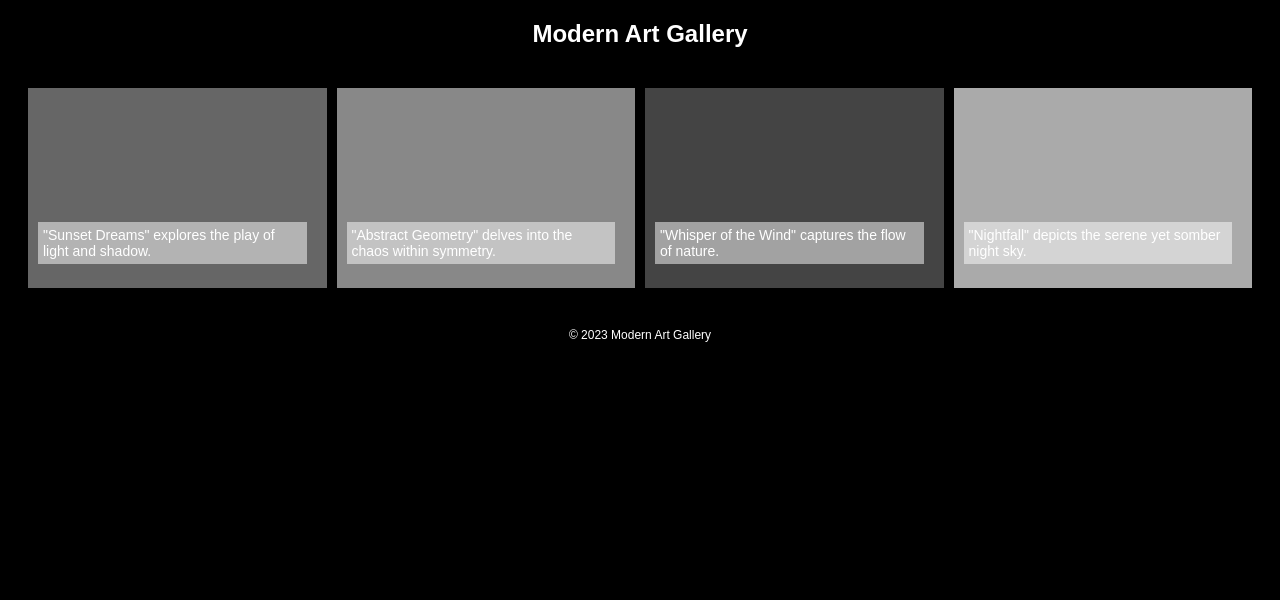 Modern Art Gallery
"Sunset Dreams" explores the play of
light and shadow.
"Abstract Geometry" delves into the
chaos within symmetry.
"Whisper of the Wind" captures the flow
of nature.
"Nightfall" depicts the serene yet somber
night sky.
© 2023 Modern Art Gallery